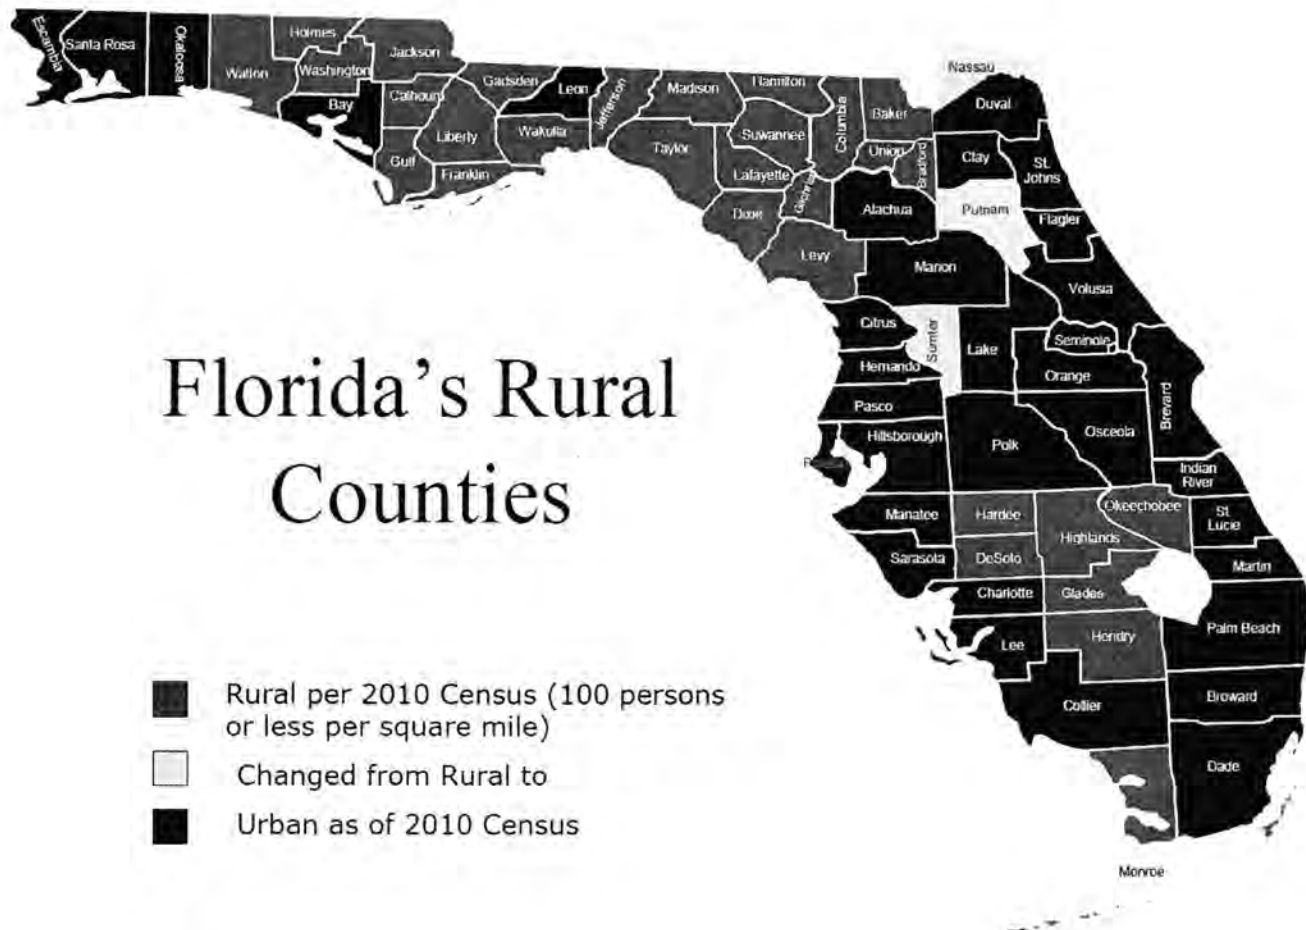 Escambia
Santa Rosa
Okaloosa
Walton
Holmes
Washington
Jackson
Bay
Calhoun
Gulf
Liberty
Franklin
Gadsden
Leon
Wakulla
Jefferson
Madison
Taylor
Hamilton
Suwannee
Lafayette
Dixie
Gilchrist
Columbia
Baker
Union
Bradford
Nassau
Duval
Clay
St.
Johns
Putnam
Flagler
Alachua
Levy
Marion
Volusia
Citrus
Sumter
Lake
Seminole
Hernando
Orange
Pasco
Brevard
Hillsborough
Polk
Osceola
Indian
River
Manatee
Hardee
Highlands
Okeechobee
St.
Lucie
Sarasota
DeSoto
Martin
Charlotte
Glades
Lee
Hendry
Palm Beach
Collier
Broward
Dade
Monroe
Florida's Rural
Counties
Rural per 2010 Census (100 persons
or less per square mile)
Changed from Rural to
Urban as of 2010 Census